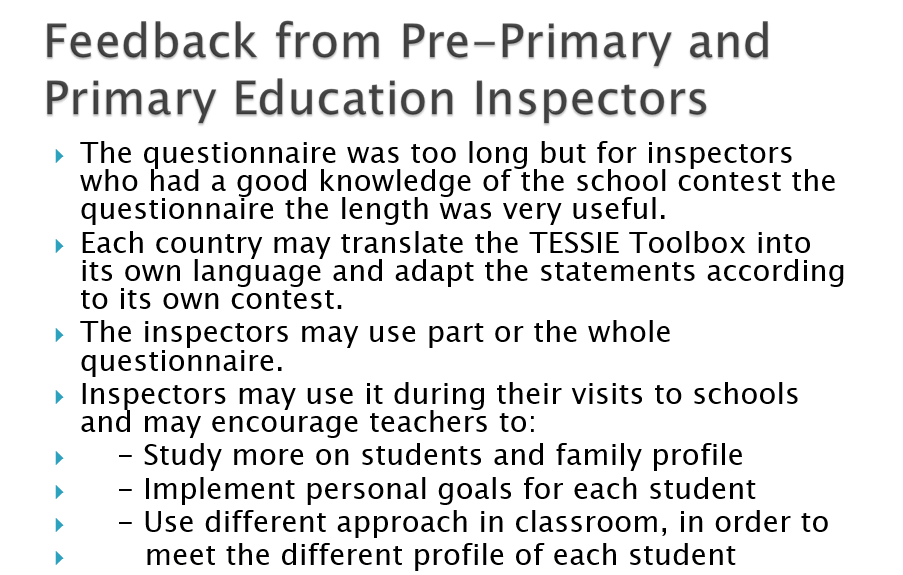 Feedback from Pre-Primary and
Primary Education Inspectors
The questionnaire was too long but for inspectors
who had a good knowledge of the school contest the
questionnaire the length was very useful.
Each country may translate the TESSIE Toolbox into
its own language and adapt the statements according
to its own contest.
The inspectors may use part or the whole
questionnaire.
Inspectors may use it during their visits to schools
and may encourage teachers to:
- Study more on students and family profile
- Implement personal goals for each student
- Use different approach in classroom, in order to
meet the different profile of each student